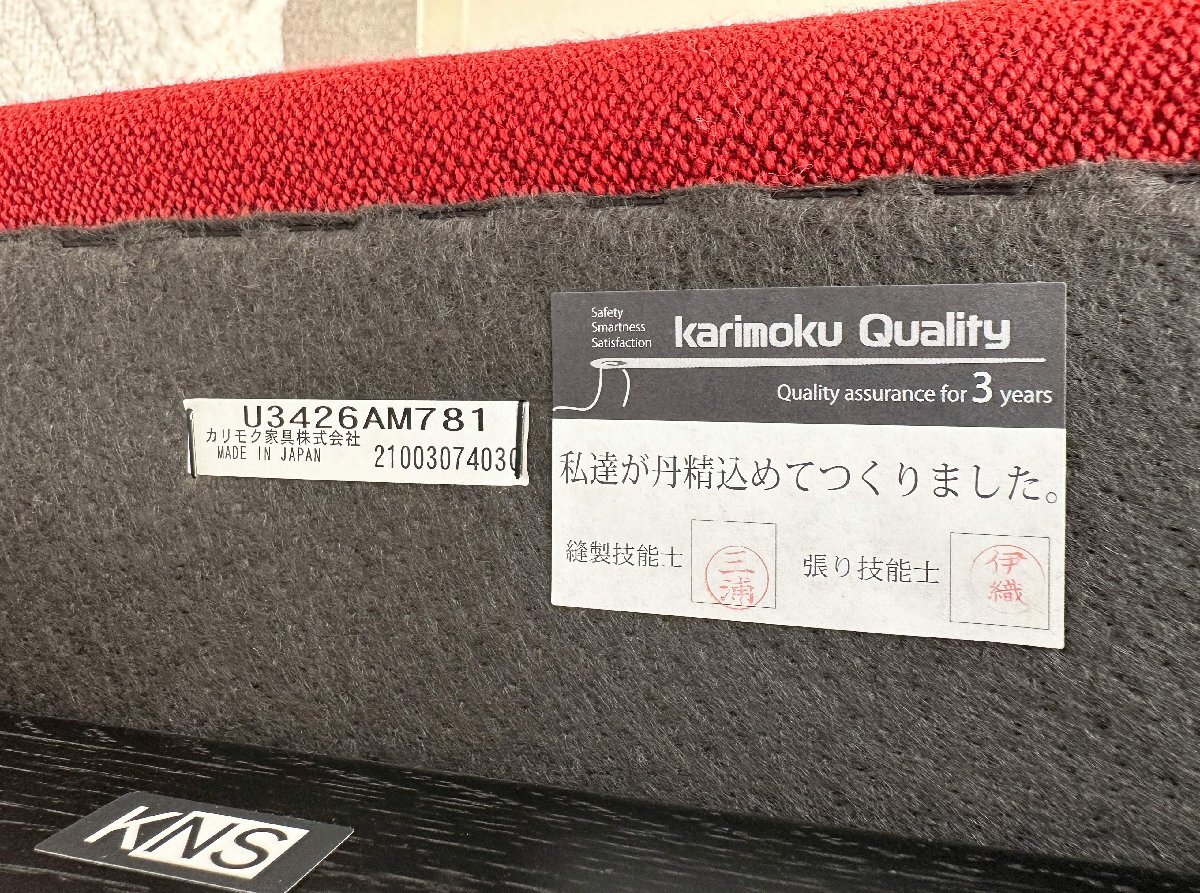 Safety
Smartness
Satisfaction
karimoku Quality
Quality assurance for 3 years
私達が丹精込めてつくりました。
縫製技能士 三浦 張り技能士 伊織
U3426AM781
カリモク家具株式会社
MADE IN JAPAN 21003074030
KNS